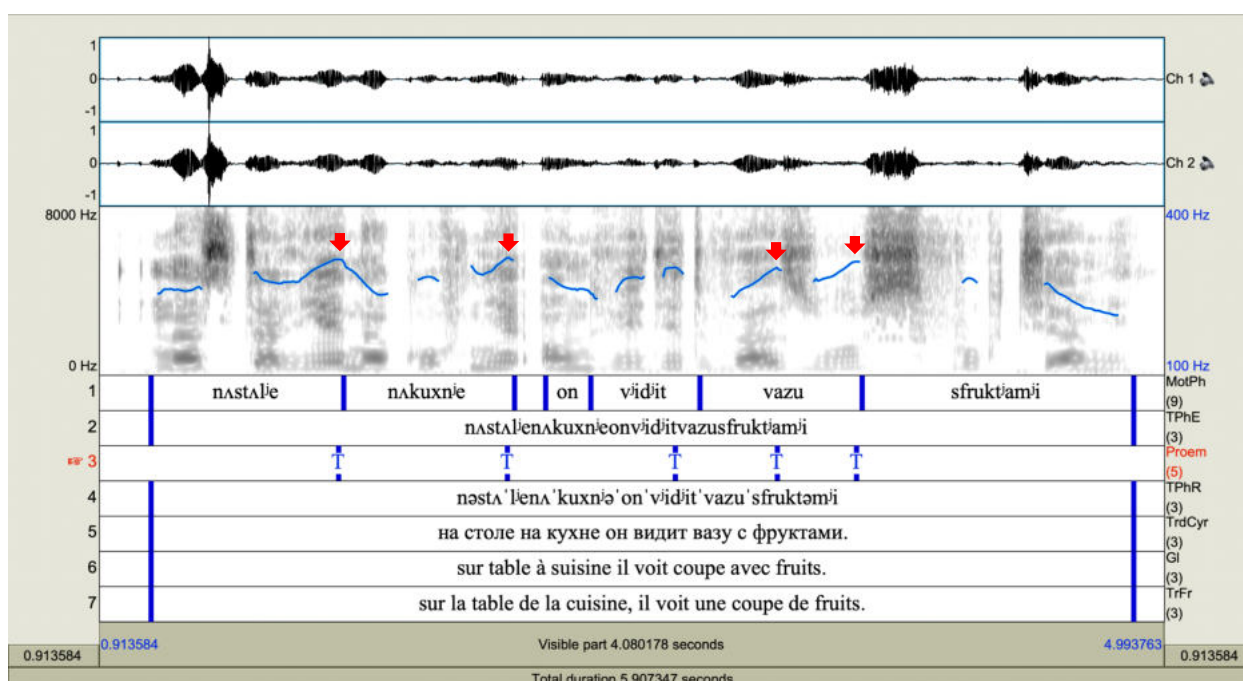 1
0
-1
Ch 1
1
0
-1
Ch 2
8000 Hz
400 Hz
0 Hz
100 Hz
1 nʌstʌlʲe nʌkuxnʲe on vʲidʲit vazu sfruktʲamʲi MotPh (9)
2 nʌstʌlʲenʌkuxnʲeonvʲidʲitvazusfruktʲamʲi TPhE (3)
3 T T T T T Proem (5)
4 nəstʌˈlʲenʌˈkuxnʲəˈonˈvʲidʲitˈvazuˈsfruktəmʲi TPhR (3)
5 на столе на кухне он видит вазу с фруктами. TrdCyr (3)
6 sur table à suisine il voit coupe avec fruits. Gl (3)
7 sur la table de la cuisine, il voit une coupe de fruits. TrFr (3)
0.913584 Visible part 4.080178 seconds 4.993763
0.913584 0.913584
Total duration 5.907347 seconds